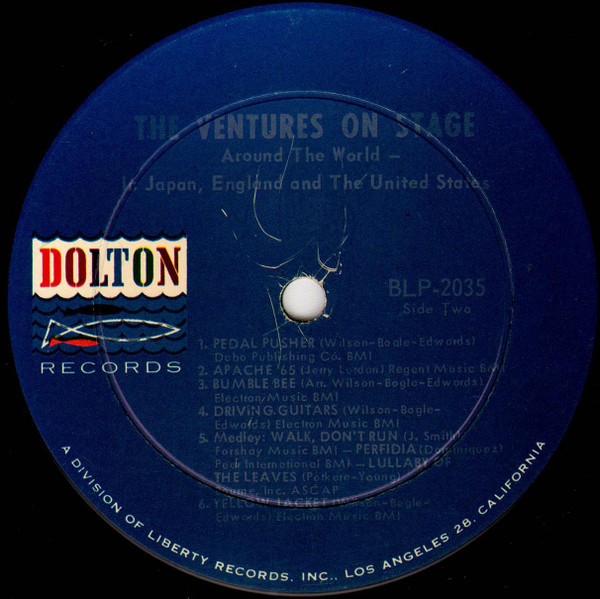 THE VENTURES ON STAGE
Around The World –
In Japan, England and The United States
DOLTON
RECORDS
BLP-2035
Side Two
1. PEDAL PUSHER (Wilson-Bogle-Edwards)
Dobo Publishing Co. BMI
2. APACHE '65 (Jerry Lordan) Regent Music BMI
3. BUMBLE BEE (Arr. Wilson-Bogle-Edwards)
Electron Music BMI
4. DRIVING GUITARS (Wilson-Bogle-
Edwards) Electron Music BMI
5. Medley: WALK, DON'T RUN (J. Smith)
Forshay Music BMI – PERFIDIA (Dominiquez)
Peer International BMI – LULLABY OF
THE LEAVES (Petkere-Young)
Inc. ASCAP
6. YELLOW JACKET (Wilson-Bogle-
Edwards) Electron Music BMI
A DIVISION OF LIBERTY RECORDS, INC., LOS ANGELES 28, CALIFORNIA